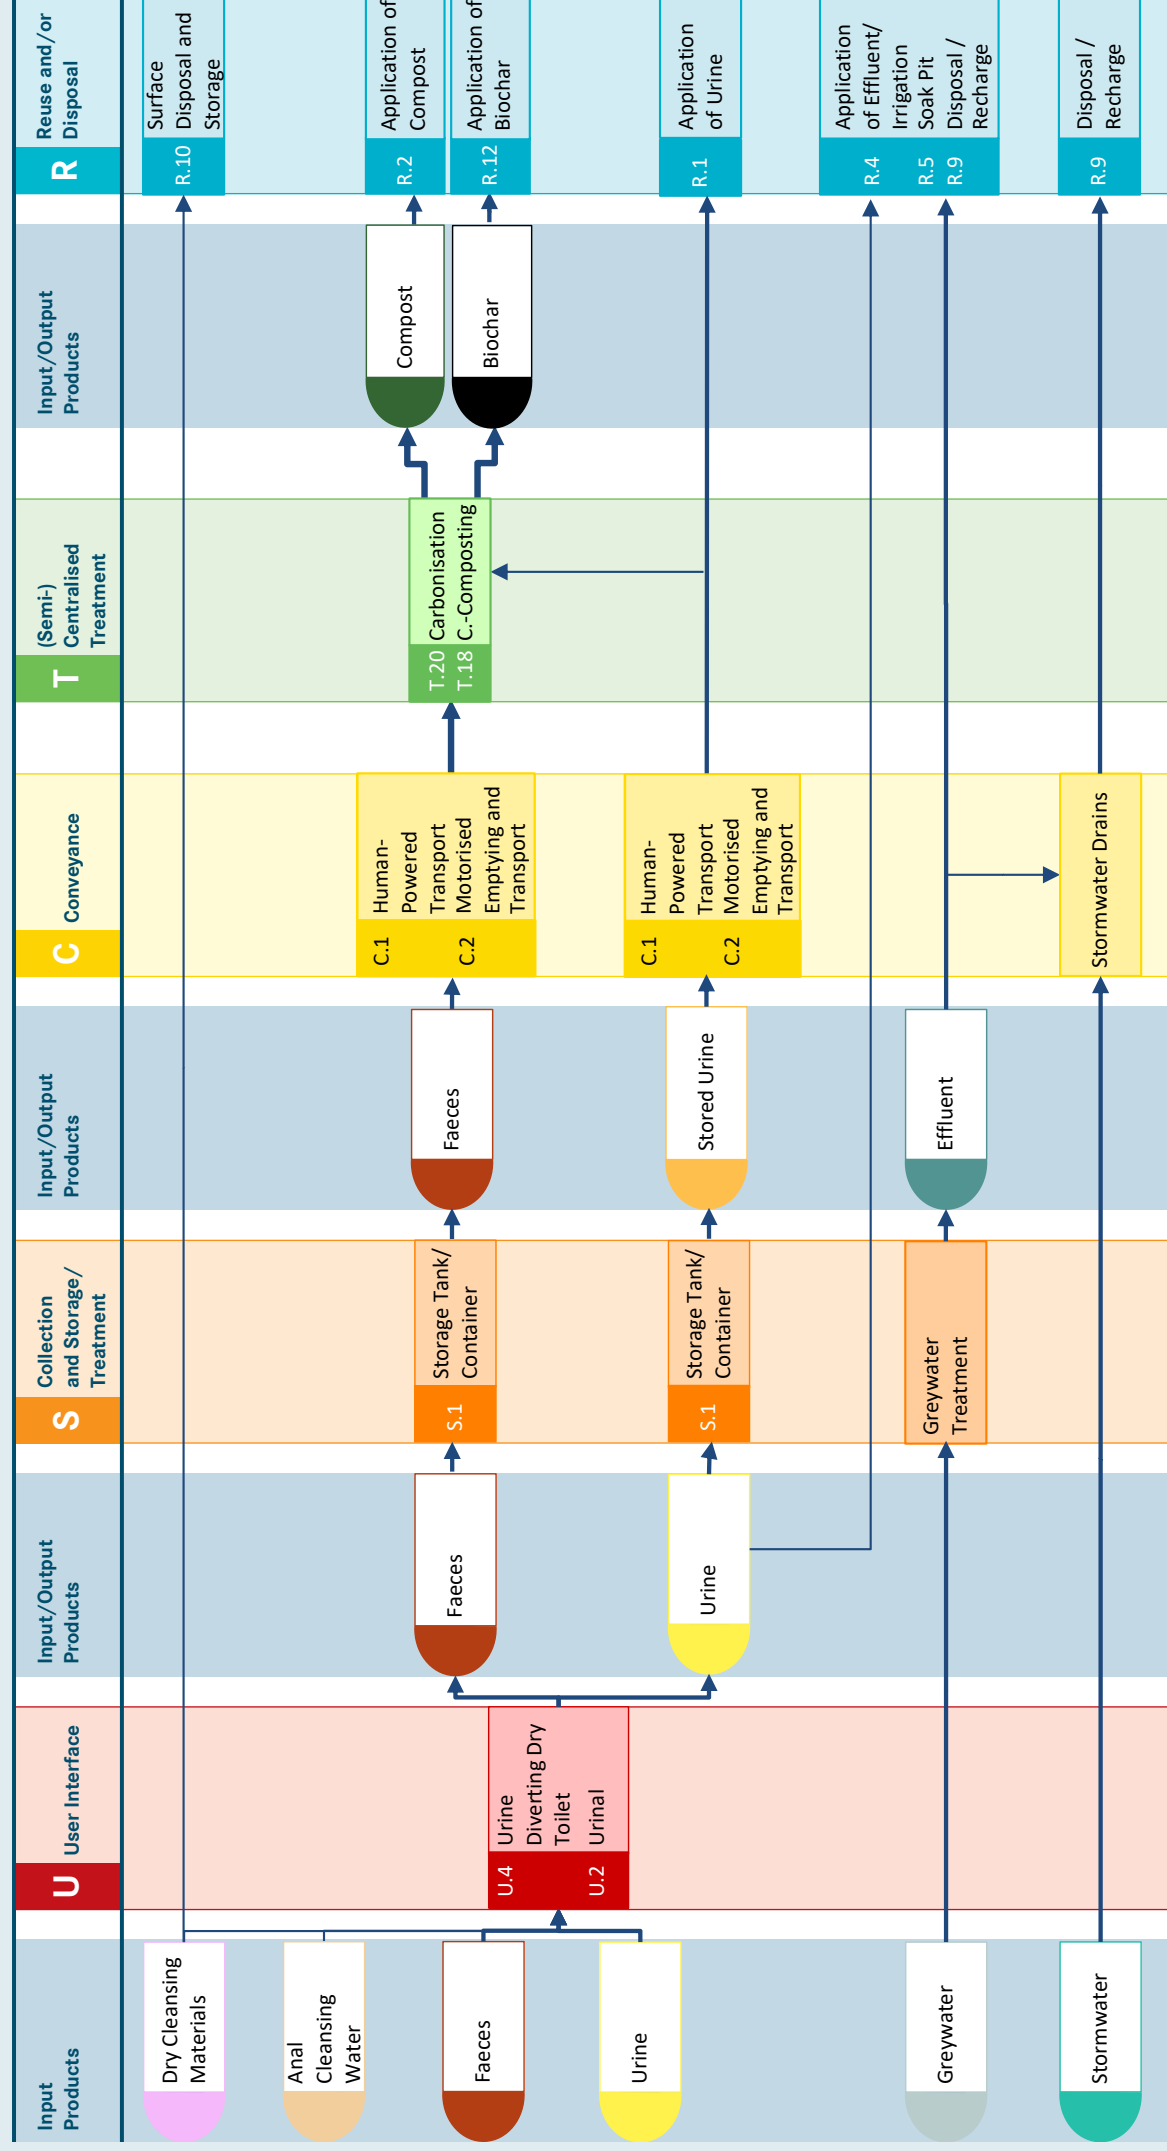 Input
Products
U
User Interface
Input/Output
Products
S
Collection
and Storage/
Treatment
Input/Output
Products
C
Conveyance
T
(Semi-)
Centralised
Treatment
Input/Output
Products
R
Reuse and/or
Disposal
Dry Cleansing
Materials
R.10
Surface
Disposal and
Storage
Anal
Cleansing
Water
Faeces
Urine
U.4
Urine
Diverting Dry
Toilet
U.2
Urinal
Faeces
S.1
Storage Tank/
Container
Faeces
C.1
Human-
Powered
Transport
C.2
Motorised
Emptying and
Transport
T.20
Carbonisation
T.18
C.-Composting
Compost
R.2
Application of
Compost
Biochar
R.12
Application of
Biochar
Urine
S.1
Storage Tank/
Container
Stored Urine
C.1
Human-
Powered
Transport
C.2
Motorised
Emptying and
Transport
R.1
Application
of Urine
Greywater
Greywater
Treatment
Effluent
R.4
Application
of Effluent/
Irrigation
R.5
Soak Pit
R.9
Disposal /
Recharge
Stormwater
Stormwater Drains
R.9
Disposal /
Recharge